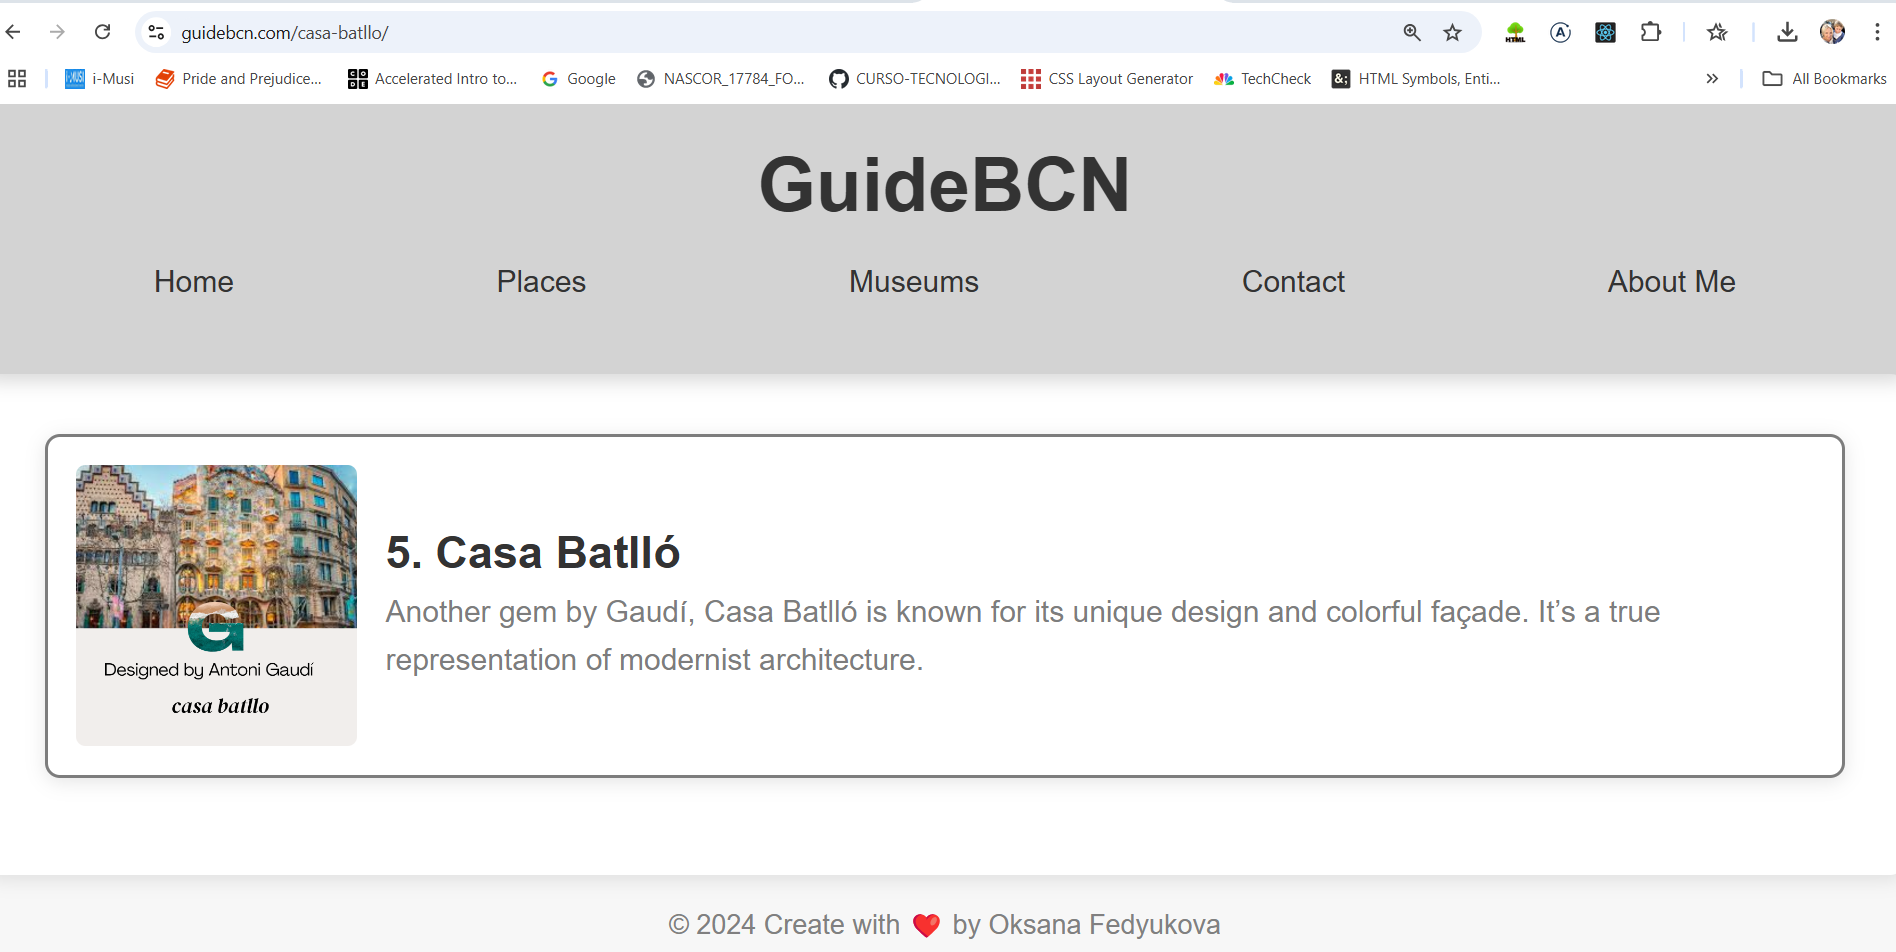 guidebcn.com/casa-batllo/
i-Musi Pride and Prejudice... Accelerated Intro to... Google NASCOR_17784_FO... CURSO-TECNOLOGI... CSS Layout Generator TechCheck HTML Symbols, Enti... » All Bookmarks
GuideBCN
Home Places Museums Contact About Me
5. Casa Batlló
Another gem by Gaudí, Casa Batlló is known for its unique design and colorful façade. It’s a true
representation of modernist architecture.
G
Designed by Antoni Gaudí
casa batllo
© 2024 Create with ❤️ by Oksana Fedyukova